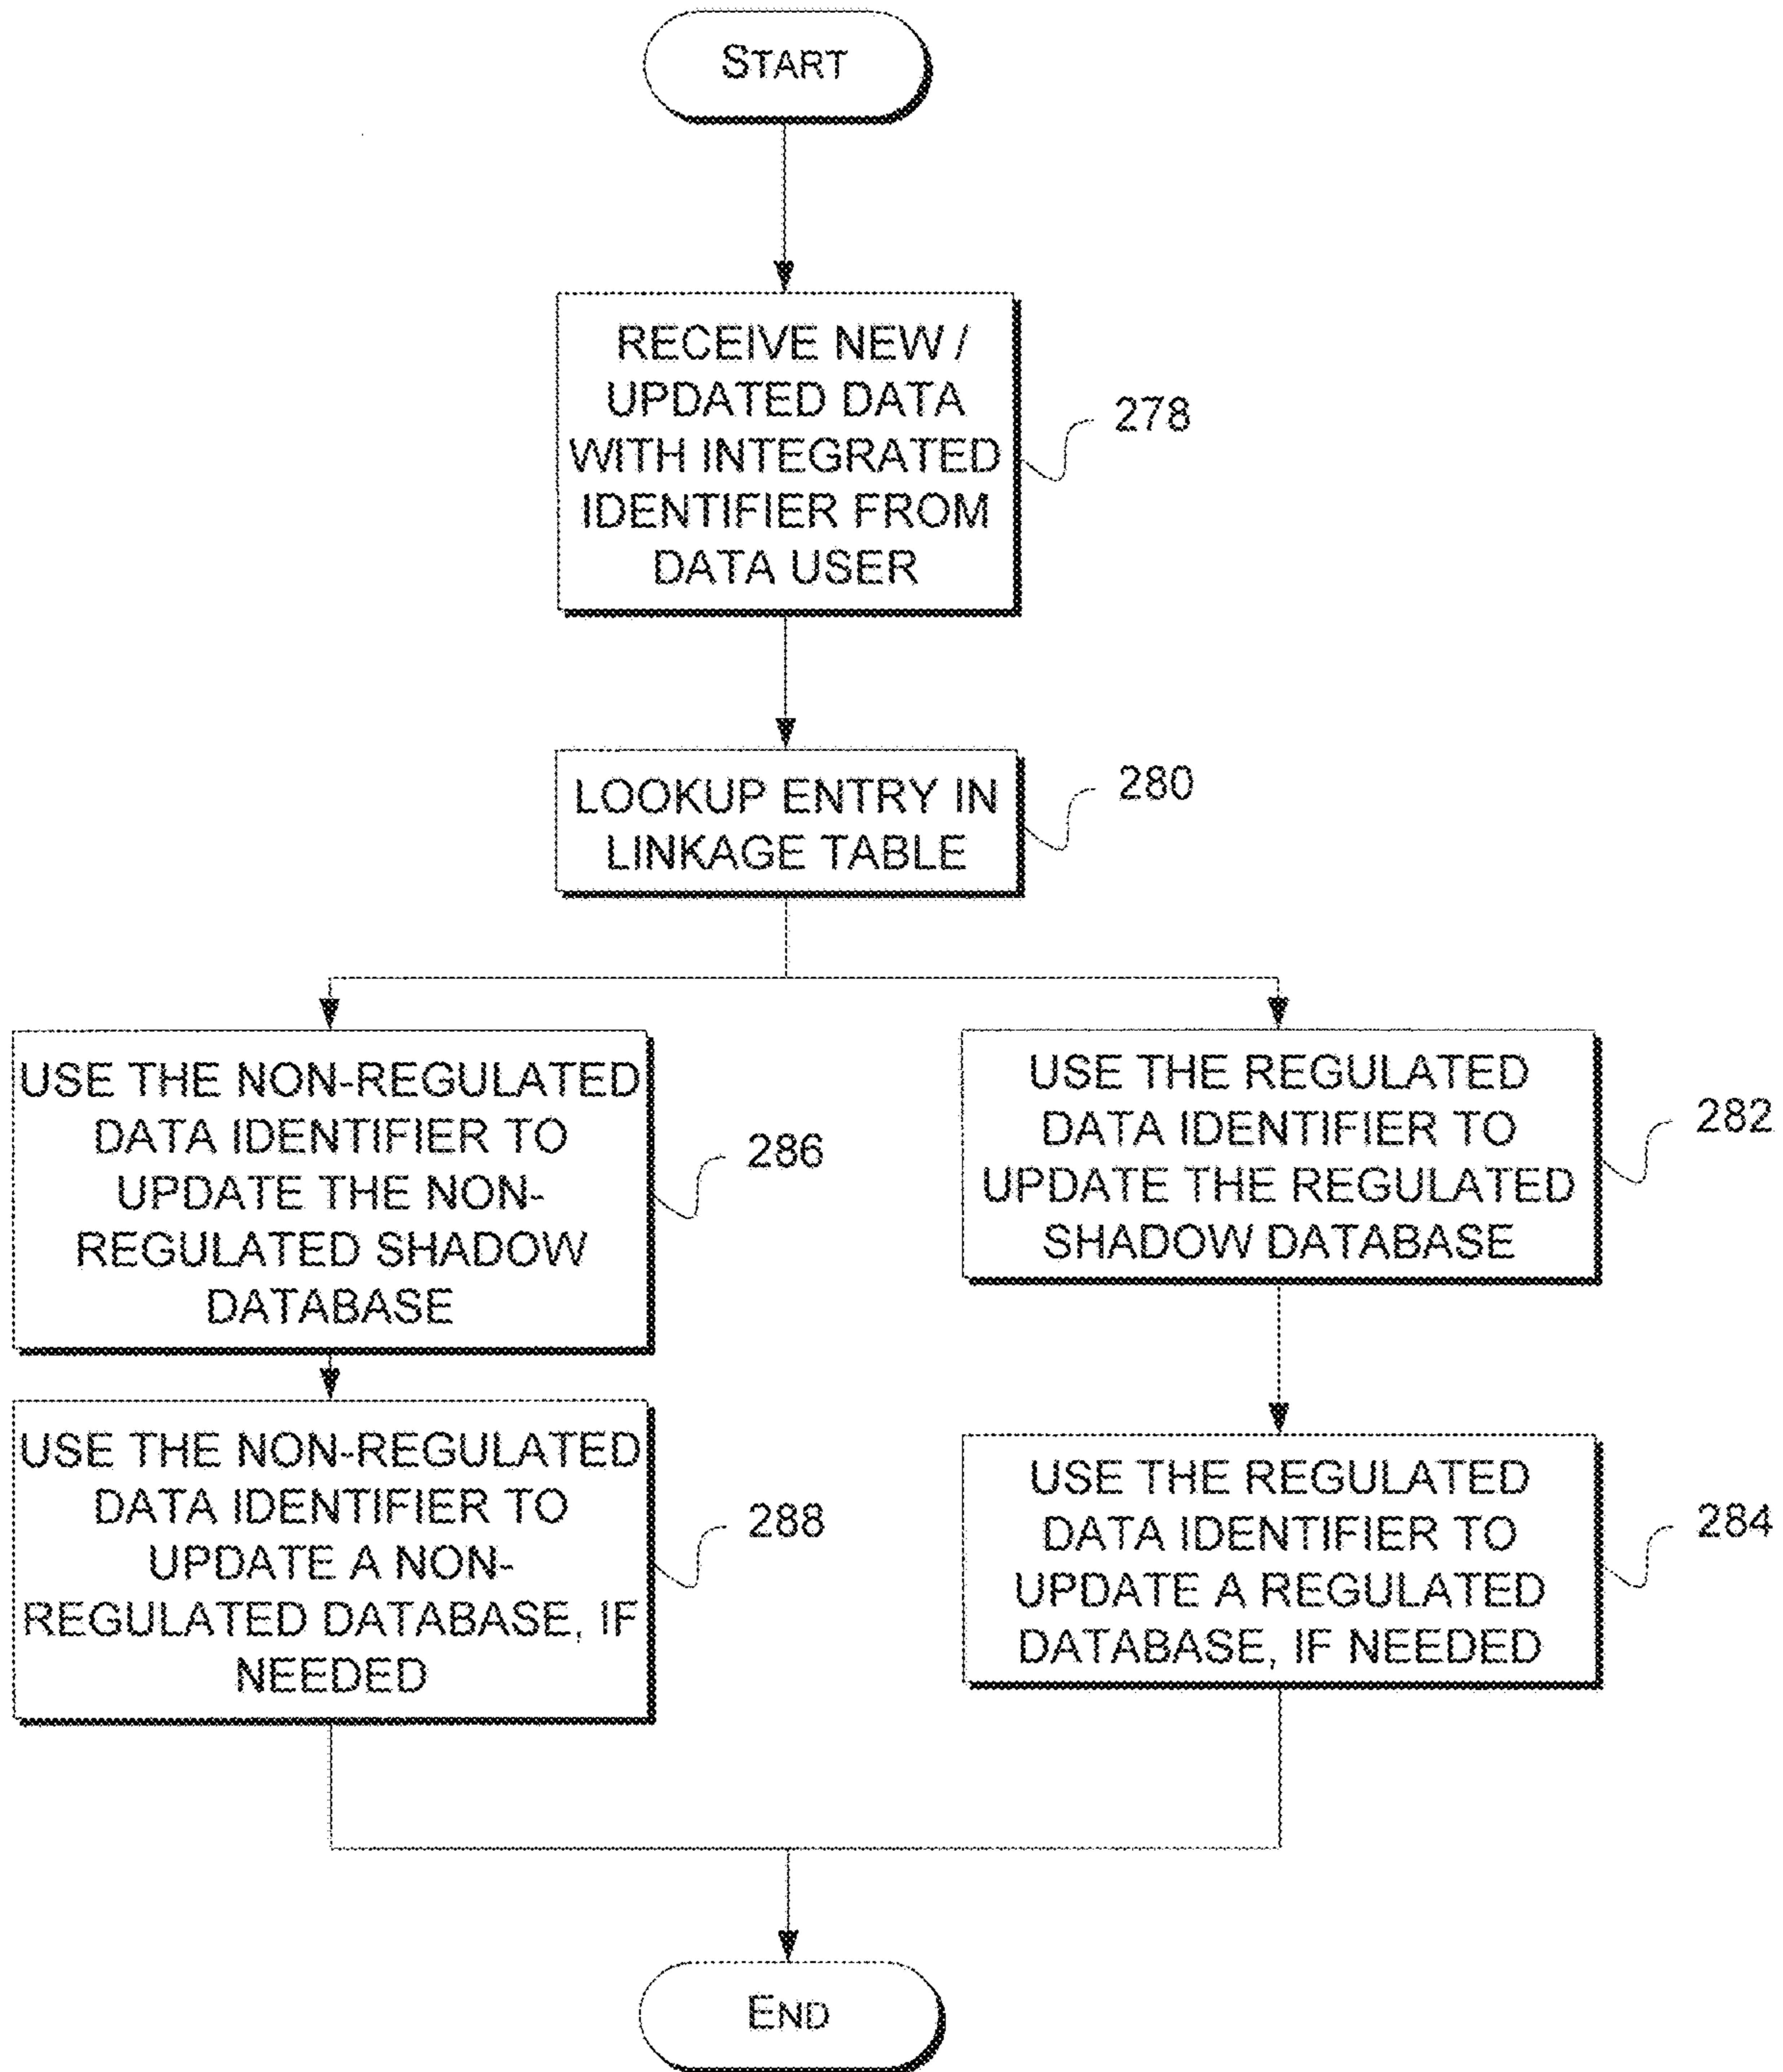 START
RECEIVE NEW /
UPDATED DATA
WITH INTEGRATED
IDENTIFIER FROM
DATA USER
278
LOOKUP ENTRY IN
LINKAGE TABLE
280
USE THE NON-REGULATED
DATA IDENTIFIER TO
UPDATE THE NON-
REGULATED SHADOW
DATABASE
286
USE THE REGULATED
DATA IDENTIFIER TO
UPDATE THE REGULATED
SHADOW DATABASE
282
USE THE NON-REGULATED
DATA IDENTIFIER TO
UPDATE A NON-
REGULATED DATABASE, IF
NEEDED
288
USE THE REGULATED
DATA IDENTIFIER TO
UPDATE A REGULATED
DATABASE, IF NEEDED
284
END